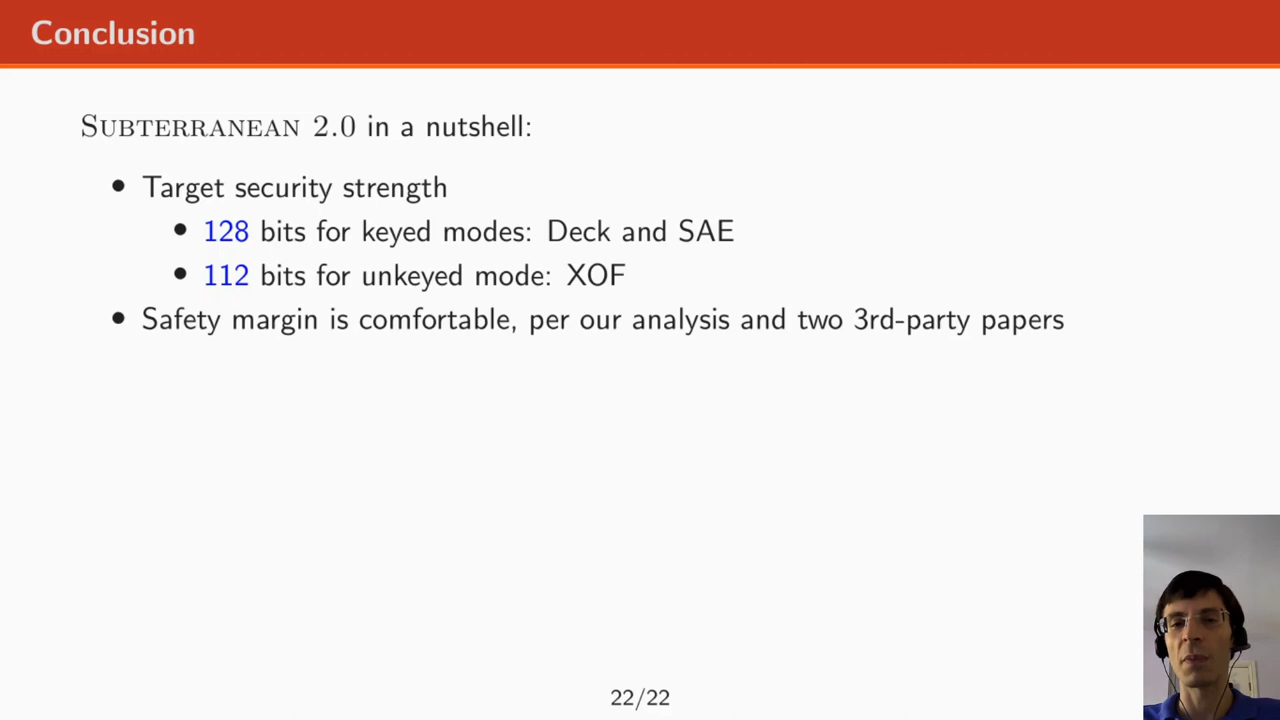 Conclusion
SUBTERRANEAN 2.0 in a nutshell:
• Target security strength
• 128 bits for keyed modes: Deck and SAE
• 112 bits for unkeyed mode: XOF
• Safety margin is comfortable, per our analysis and two 3rd-party papers
22/22